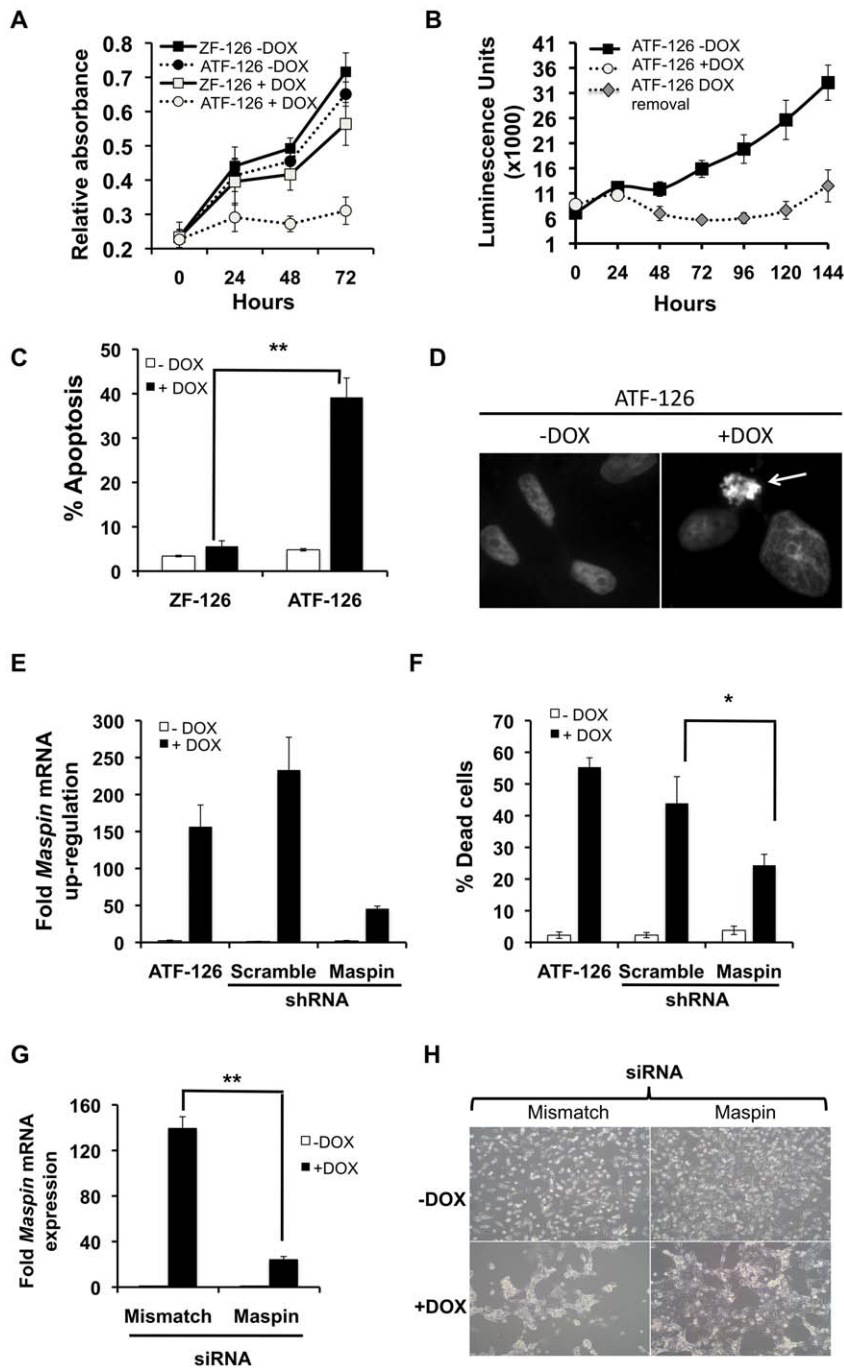 A
Relative absorbance
0.8
0.7
0.6
0.5
0.4
0.3
0.2
ZF-126 -DOX
ATF-126 -DOX
ZF-126 + DOX
ATF-126 + DOX
0 24 48 72
Hours
B
Luminescence Units
(x1000)
41
36
31
26
21
16
11
6
1
ATF-126 -DOX
ATF-126 +DOX
ATF-126 DOX
removal
0 24 48 72 96 120 144
Hours
C
% Apoptosis
50
40
30
20
10
0
- DOX
+ DOX
**
ZF-126 ATF-126
D
ATF-126
-DOX +DOX
E
Fold Maspin mRNA
up-regulation
300
250
200
150
100
50
0
- DOX
+ DOX
ATF-126 Scramble Maspin
shRNA
F
% Dead cells
70
60
50
40
30
20
10
0
- DOX
+ DOX
*
ATF-126 Scramble Maspin
shRNA
G
Fold Maspin mRNA
expression
160
120
80
40
0
**
-DOX
+DOX
Mismatch Maspin
siRNA
H
siRNA
Mismatch Maspin
-DOX
+DOX